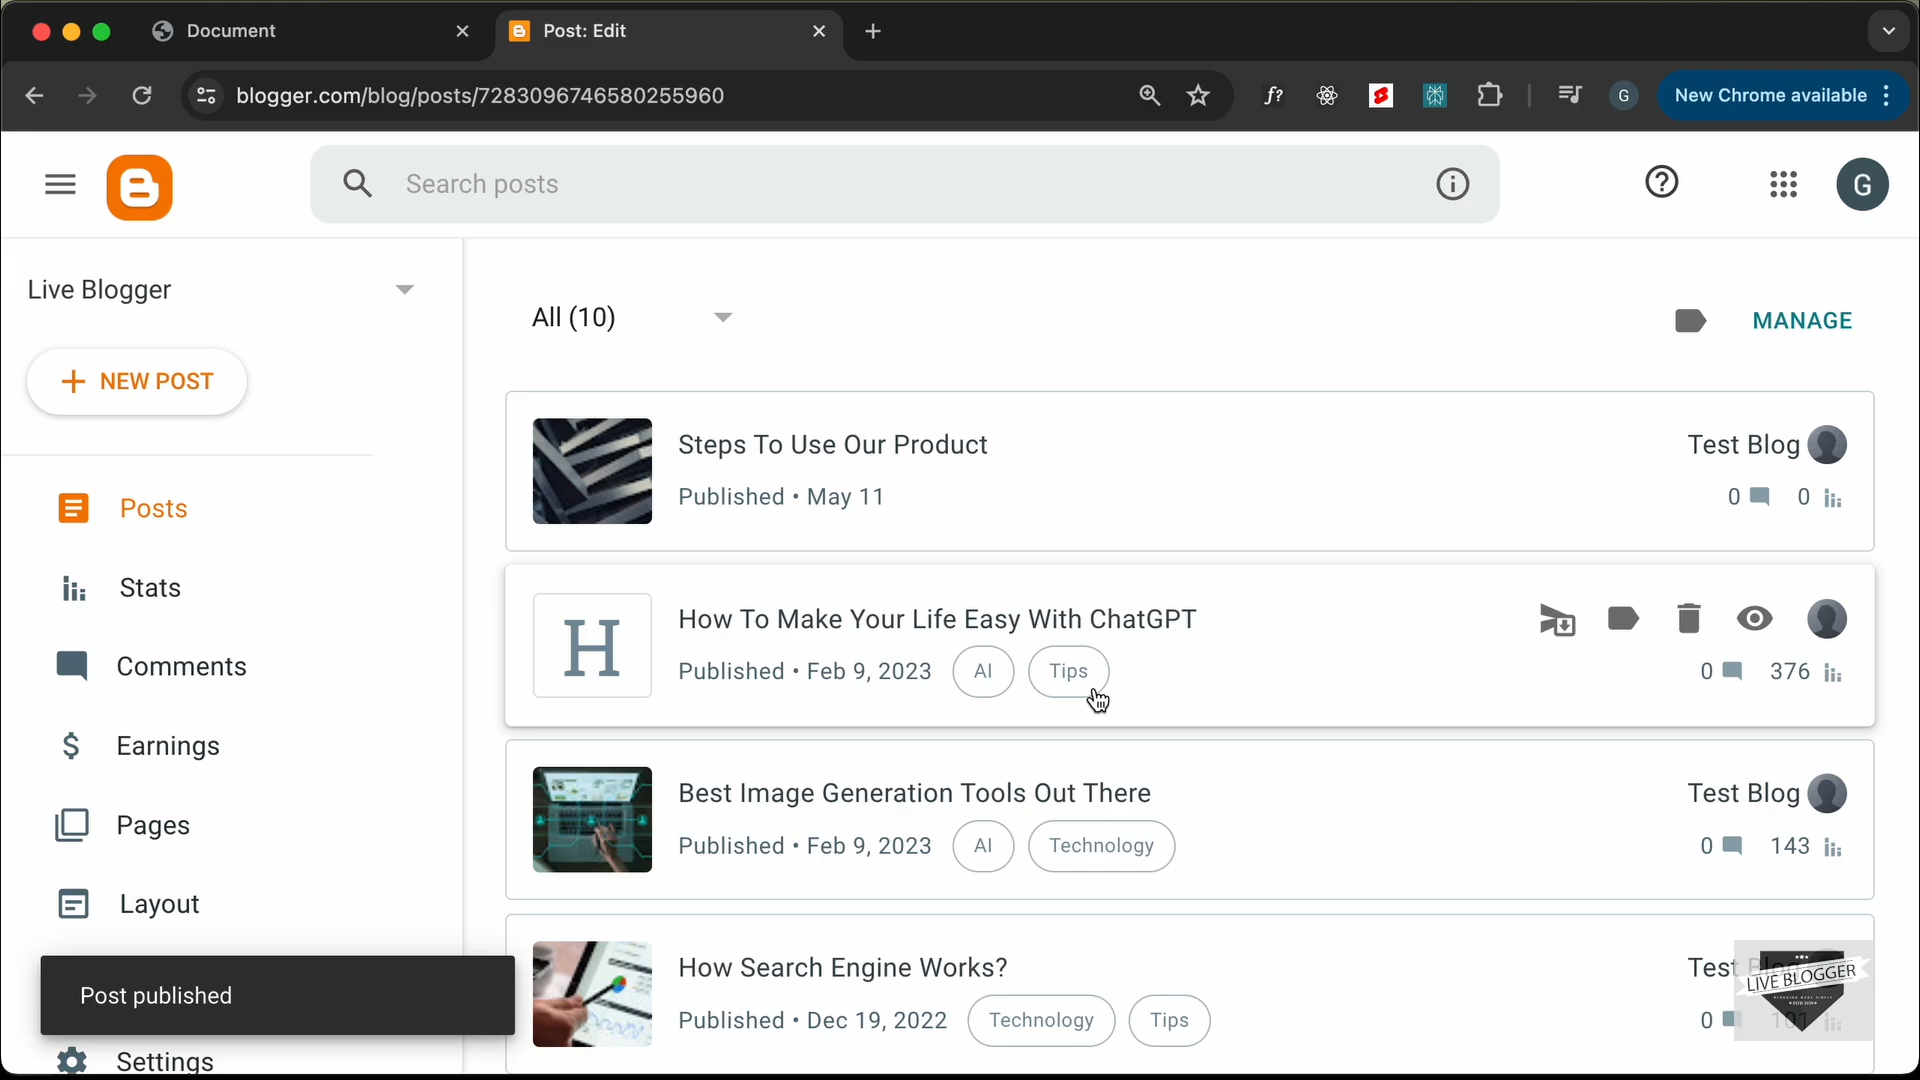 Document
Post: Edit
blogger.com/blog/posts/7283096746580255960
f?
G
New Chrome available
Search posts
G
Live Blogger
NEW POST
Posts
Stats
Comments
Earnings
Pages
Layout
Settings
Post published
All (10)
MANAGE
Steps To Use Our Product
Test Blog
Published • May 11
0
0
H
How To Make Your Life Easy With ChatGPT
Published • Feb 9, 2023
AI
Tips
0
376
Best Image Generation Tools Out There
Test Blog
Published • Feb 9, 2023
AI
Technology
0
143
How Search Engine Works?
Test
Published • Dec 19, 2022
Technology
Tips
0
101
LIVE BLOGGER